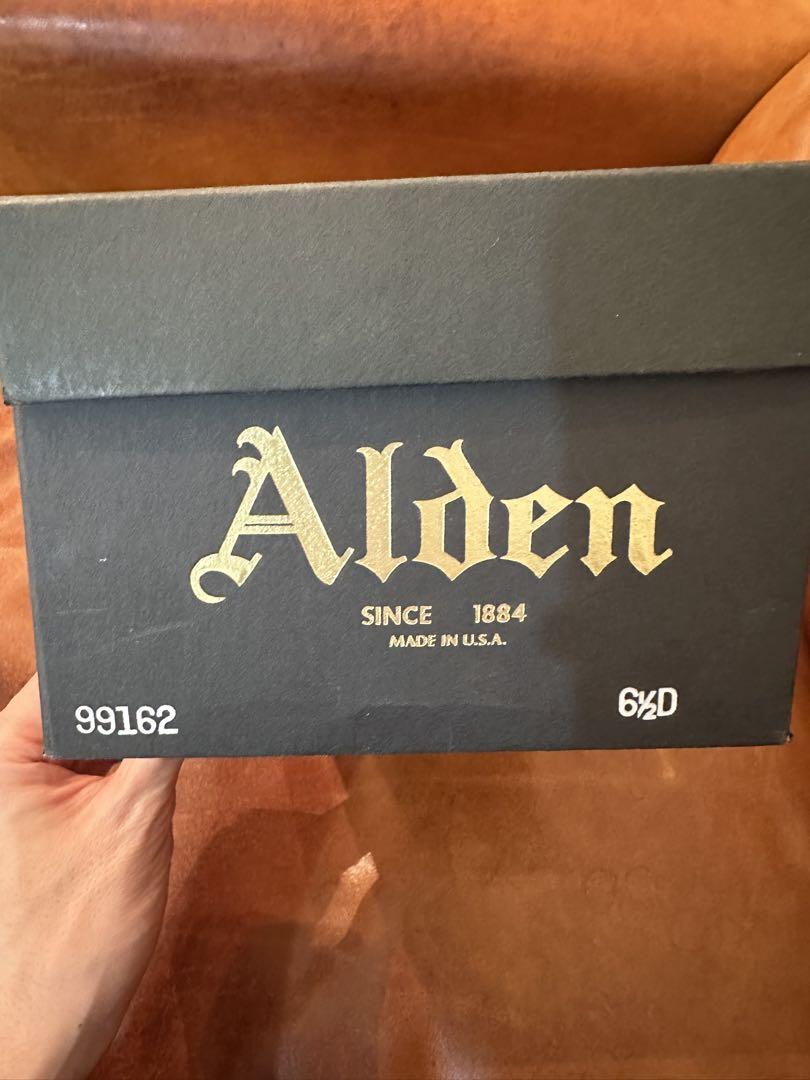 Alden
SINCE 1884
MADE IN U.S.A.
99162 6½D